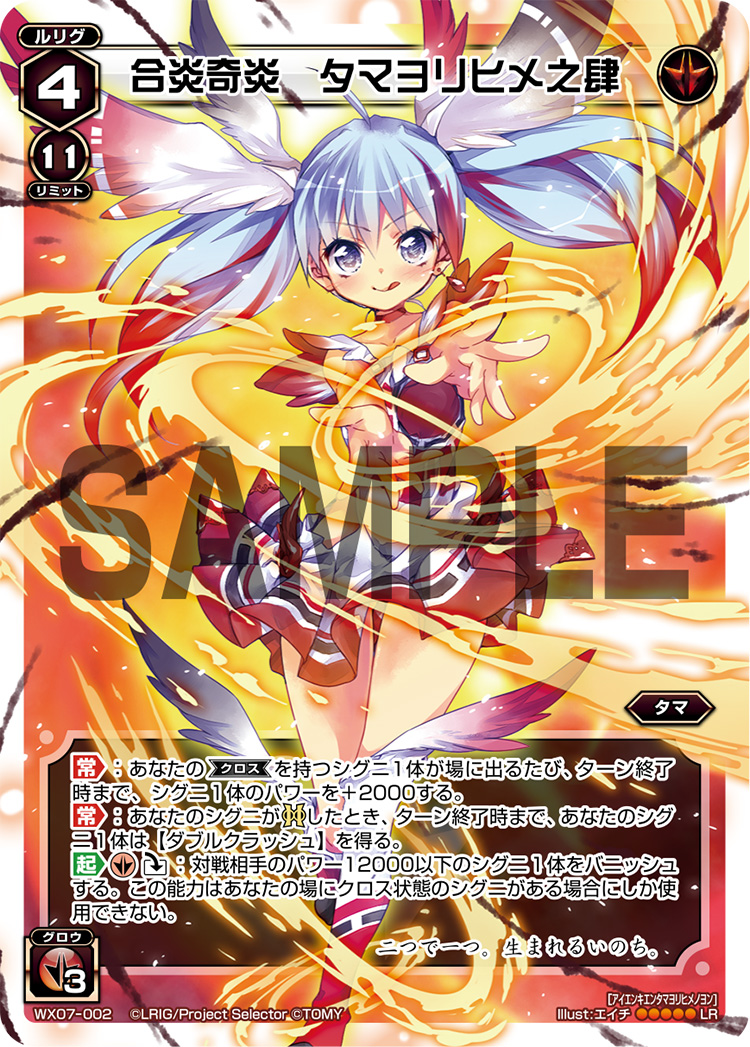 ルリグ
4
合炎奇炎 タマヨリヒメ之肆
11
リミット
SAMPLE
タマ
常：あなたのクロスを持つシグニ1体が場に出るたび、ターン終了
時まで、シグニ1体のパワーを＋2000する。
常：あなたのシグニがしたとき、ターン終了時まで、あなたのシグ
ニ1体は【ダブルクラッシュ】を得る。
起：対戦相手のパワー12000以下のシグニ1体をバニッシュ
する。この能力はあなたの場にクロス状態のシグニがある場合にしか使
用できない。
二つで一つ。生まれるいのち。
グロウ
3
[アイエンキエンタマヨリヒメノヨン]
WX07-002 ©LRIG/Project Selector ©TOMY
Illust:エイチ LR